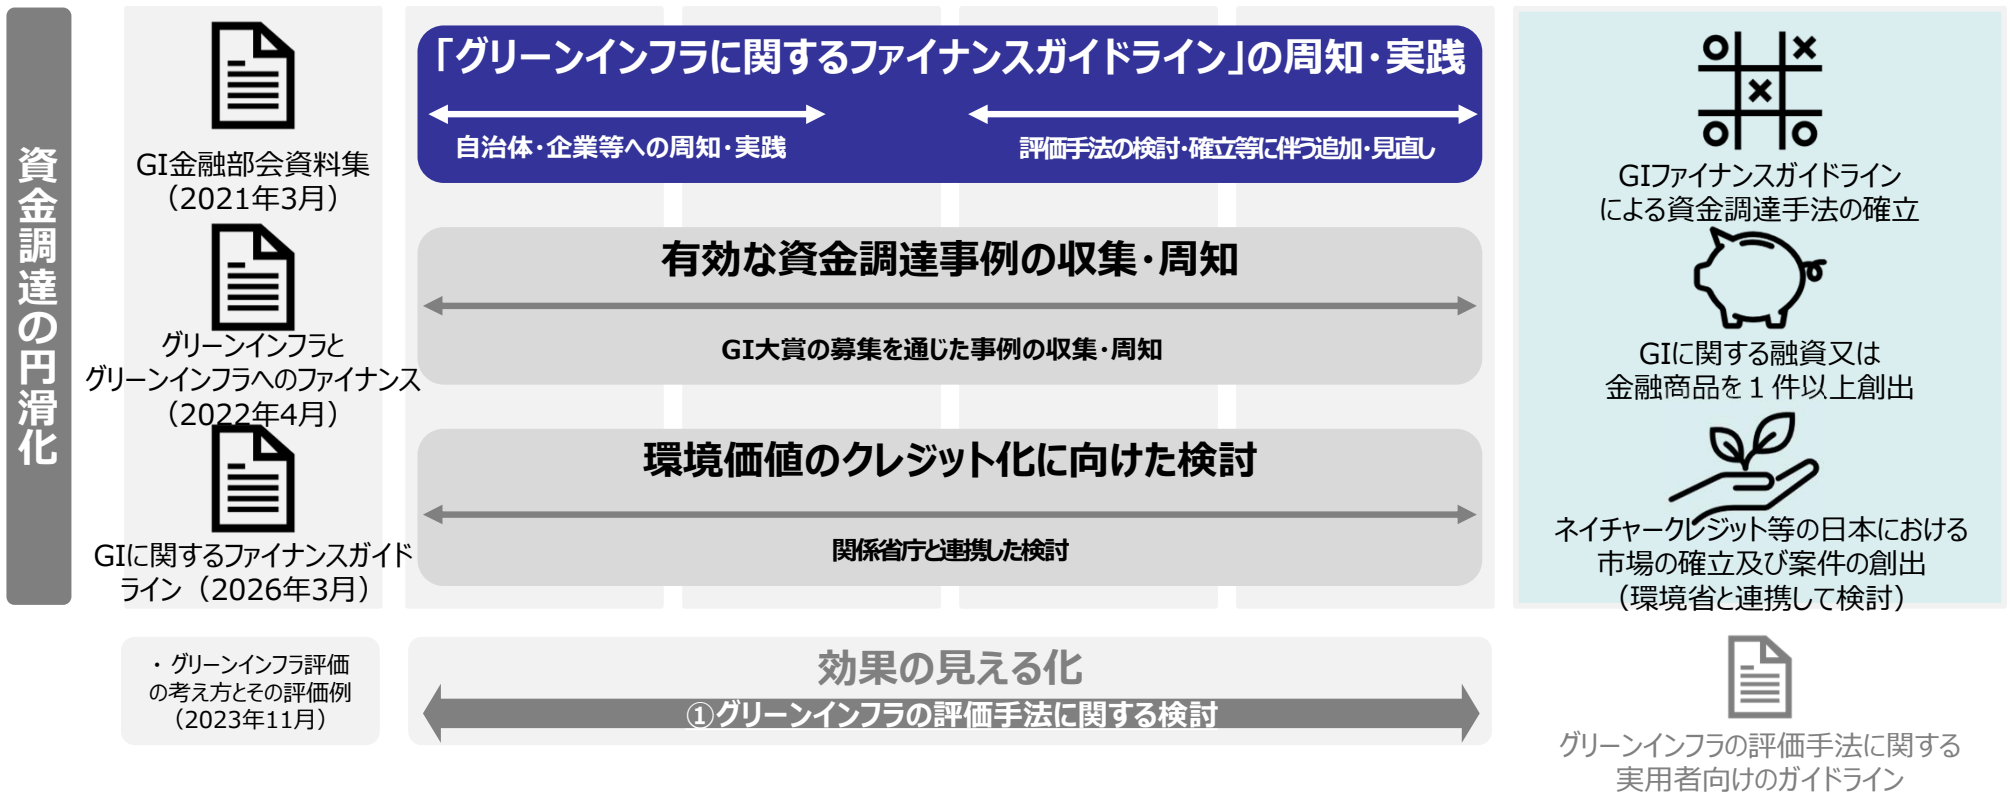 資金調達の円滑化
GI金融部会資料集
（2021年3月）
グリーンインフラと
グリーンインフラへのファイナンス
（2022年4月）
GIに関するファイナンスガイド
ライン（2026年3月）
「グリーンインフラに関するファイナンスガイドライン」の周知・実践
自治体・企業等への周知・実践
評価手法の検討・確立等に伴う追加・見直し
有効な資金調達事例の収集・周知
GI大賞の募集を通じた事例の収集・周知
環境価値のクレジット化に向けた検討
関係省庁と連携した検討
GIファイナンスガイドライン
による資金調達手法の確立
GIに関する融資又は
金融商品を１件以上創出
ネイチャークレジット等の日本における
市場の確立及び案件の創出
（環境省と連携して検討）
・グリーンインフラ評価
の考え方とその評価例
（2023年11月）
効果の見える化
①グリーンインフラの評価手法に関する検討
グリーンインフラの評価手法に関する
実用者向けのガイドライン